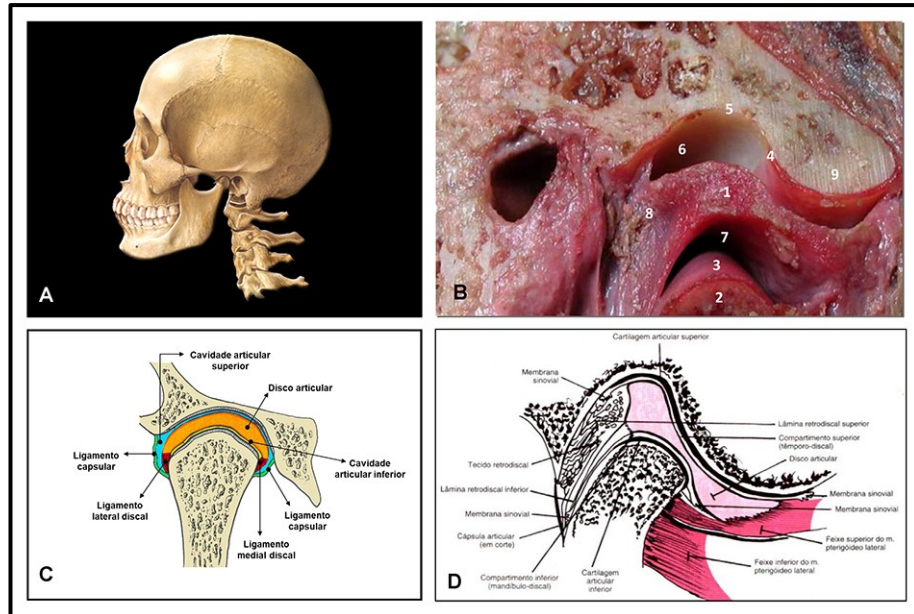 A
5
6
4
9
1
8
7
3
2
B
Cavidade articular
superior
Disco articular
Ligamento
capsular
Cavidade
articular inferior
Ligamento
lateral discal
Ligamento
capsular
Ligamento
medial discal
C
Cartilagem articular superior
Membrana
sinovial
Lâmina retrodiscal superior
Compartimento superior
(têmporo-discal)
Disco articular
Tecido retrodiscal
Lâmina retrodiscal inferior
Membrana sinovial
Membrana sinovial
Membrana sinovial
Cápsula articular
(em corte)
Feixe superior do m.
pterigóideo lateral
Compartimento inferior
(mandíbulo-discal)
Cartilagem
articular
inferior
Feixe inferior do m.
pterigóideo lateral
D